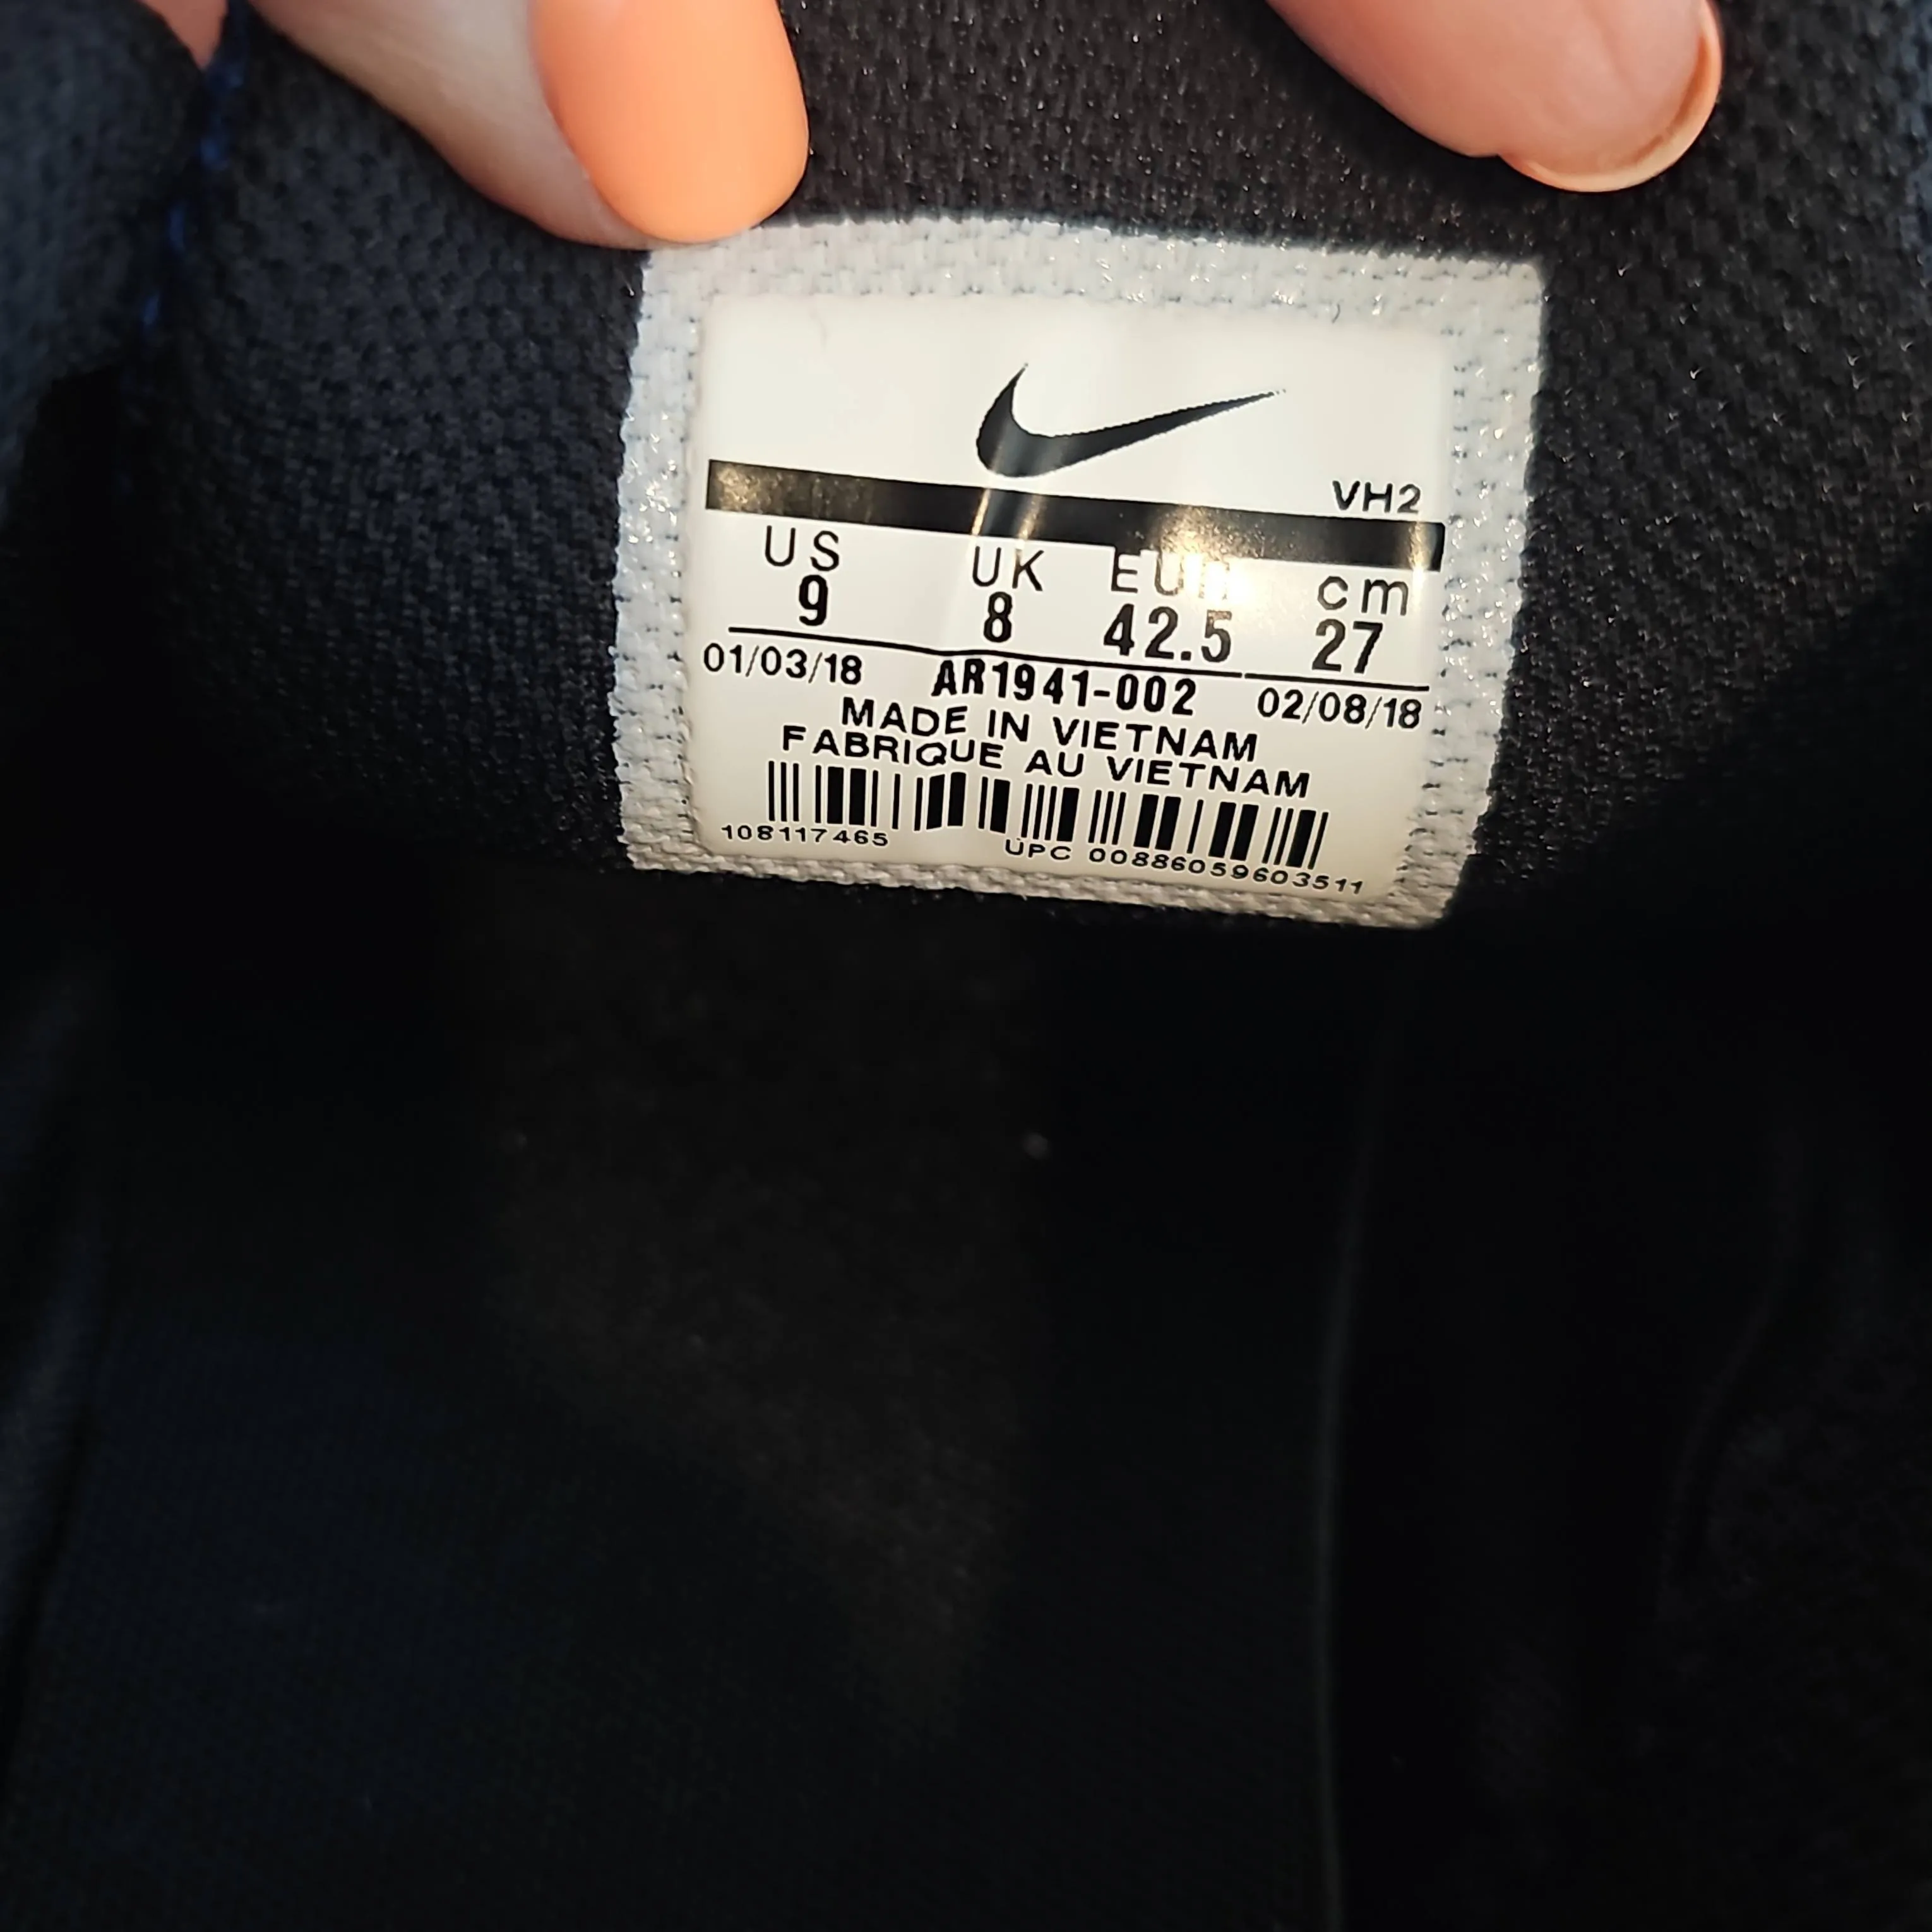 VH2
US UK EUR cm
9 8 42.5 27
01/03/18 AR1941-002 02/08/18
MADE IN VIETNAM
FABRIQUE AU VIETNAM
108117465 UPC 00886059603511